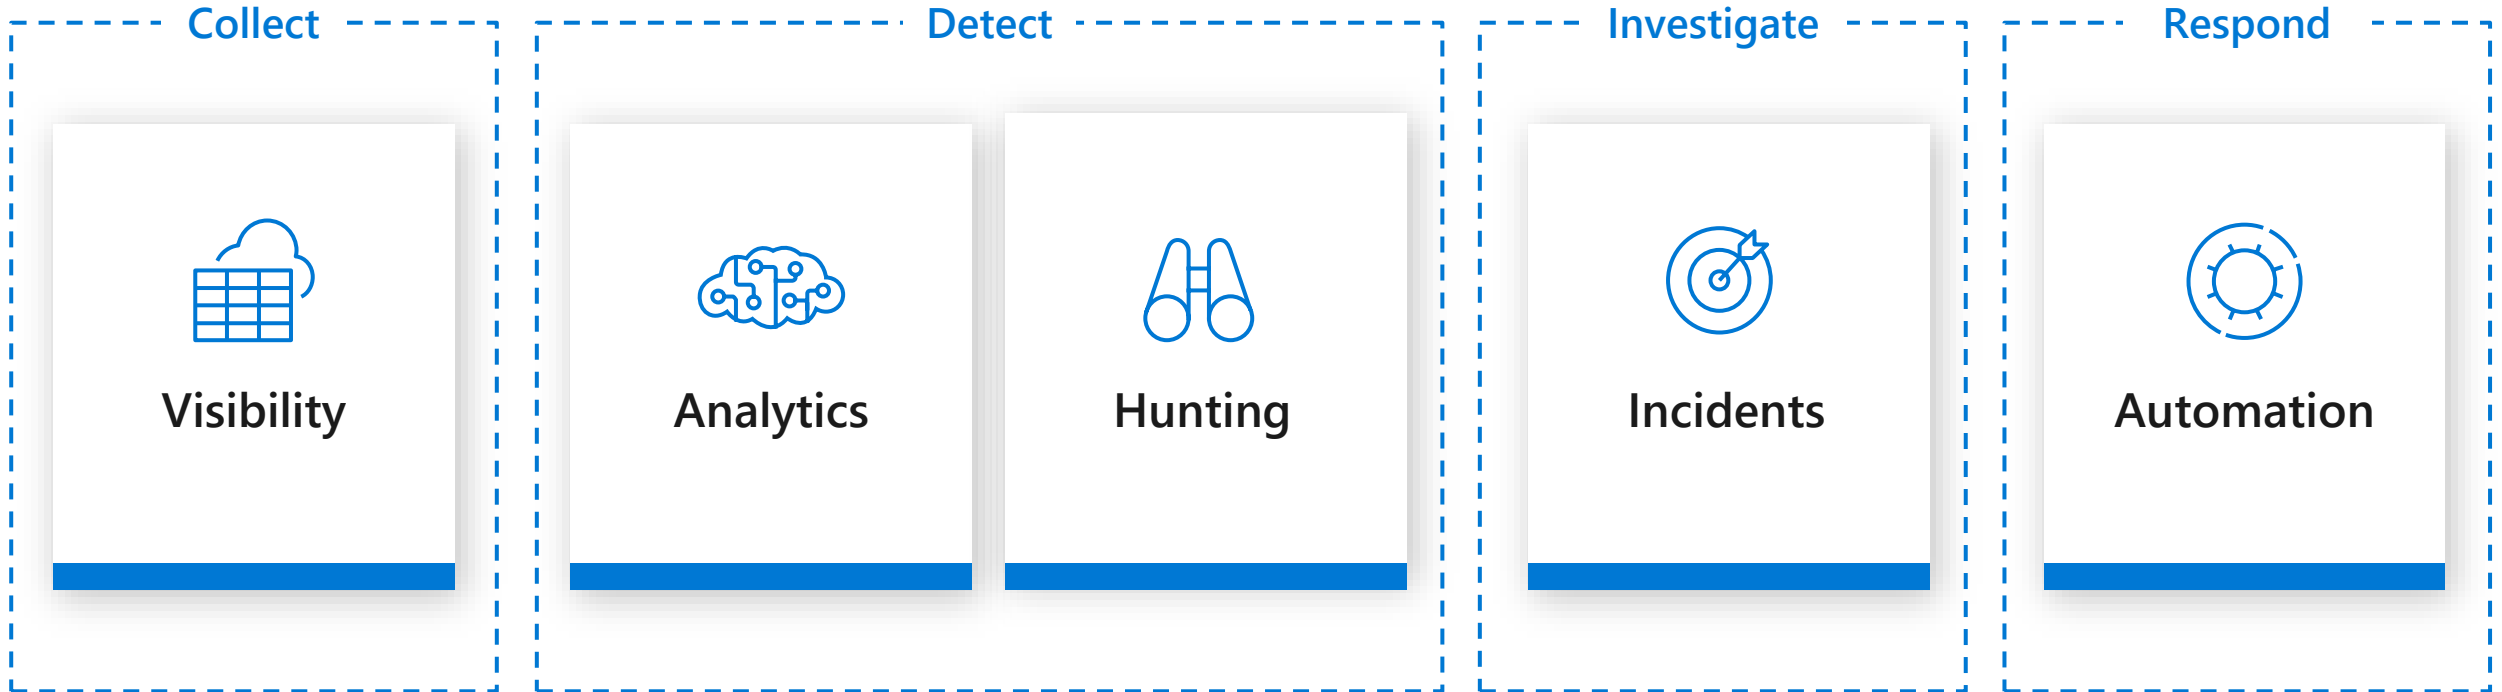 Collect
Detect
Investigate
Respond
Visibility
Analytics
Hunting
Incidents
Automation